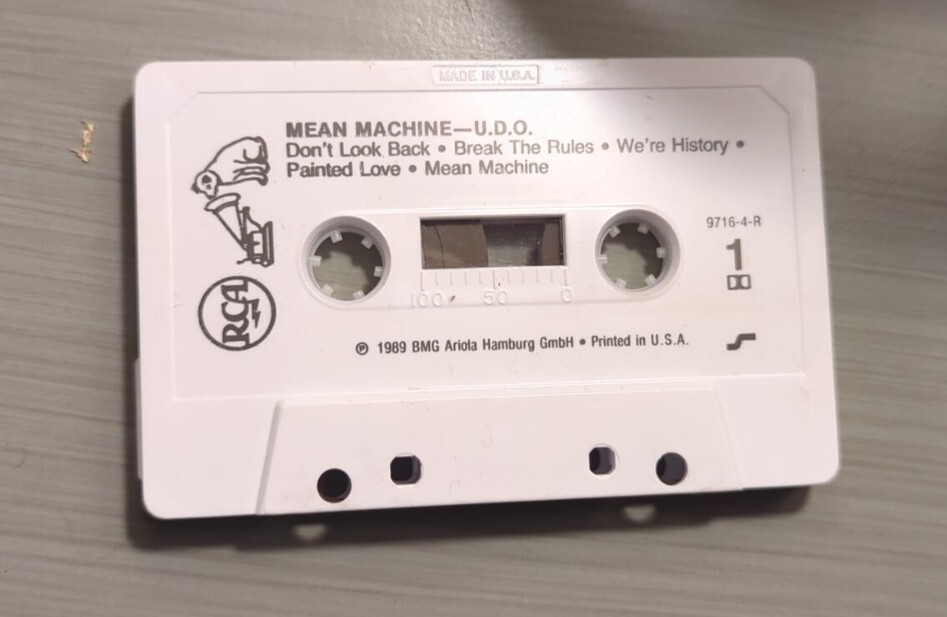 MADE IN U.S.A.
MEAN MACHINE—U.D.O.
Don't Look Back • Break The Rules • We're History •
Painted Love • Mean Machine
9716-4-R
1
100 50 0
RCA
℗ 1989 BMG Ariola Hamburg GmbH • Printed in U.S.A.